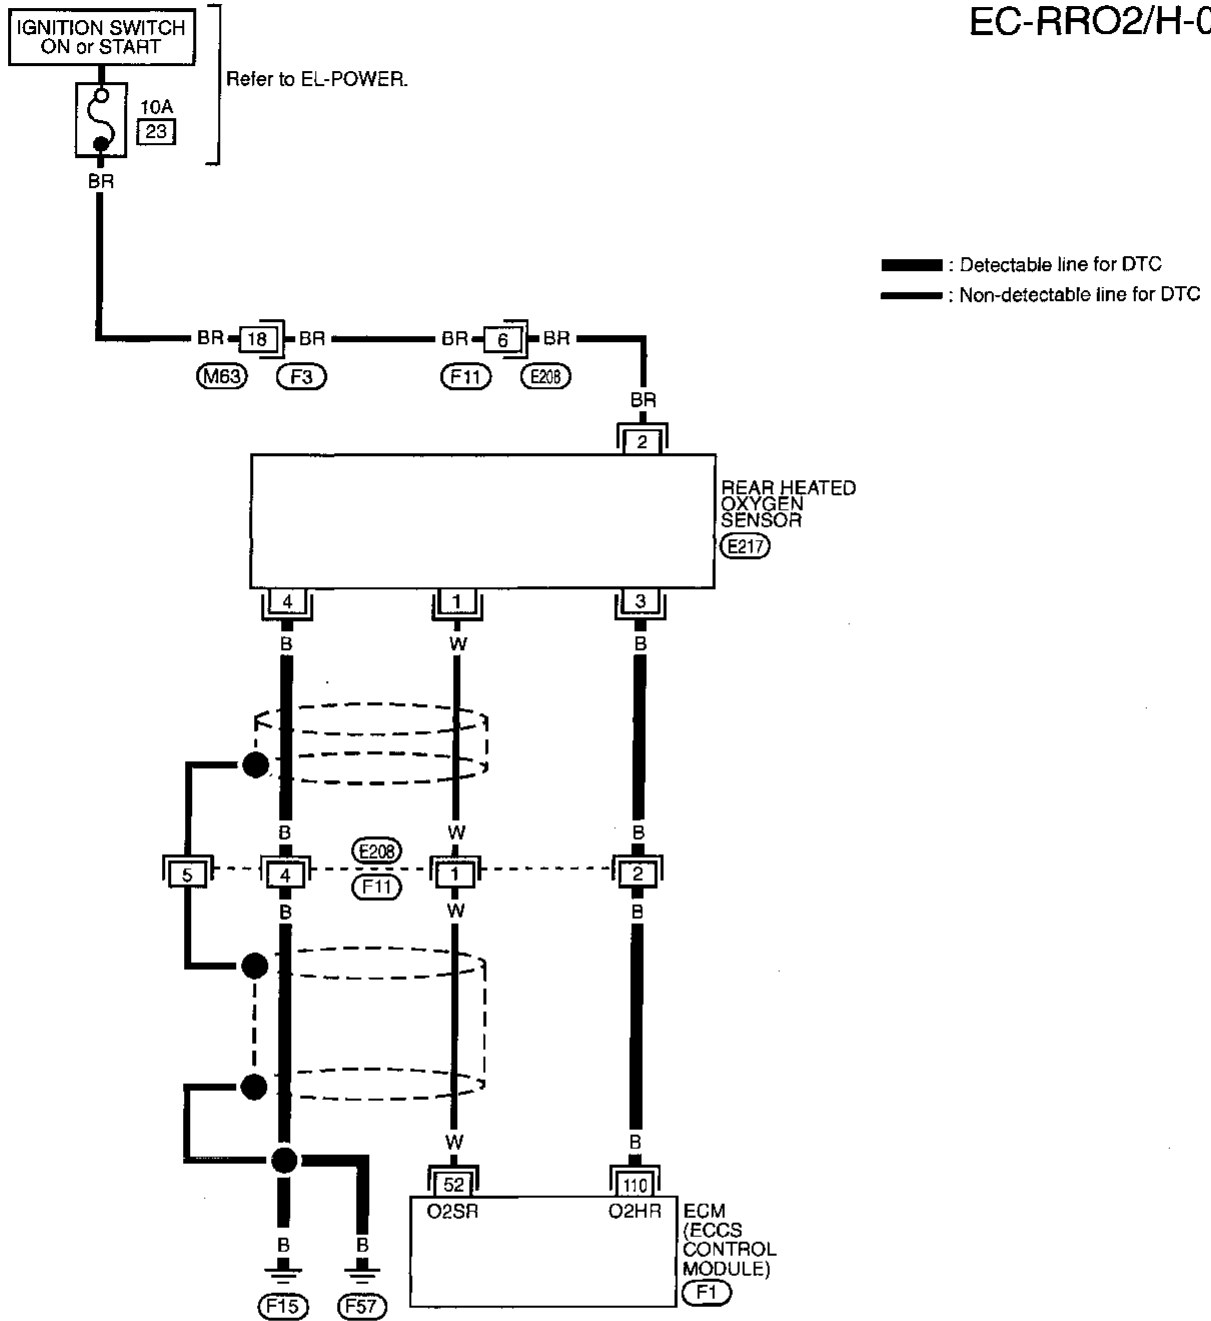 EC-RRO2/H-0
IGNITION SWITCH
ON or START
Refer to EL-POWER.
10A
23
BR
: Detectable line for DTC
: Non-detectable line for DTC
BR 18 BR BR 6 BR
M63 F3 F11 E208
BR
2
REAR HEATED
OXYGEN
SENSOR
E217
4 1 3
B W B
B W B
E208
5 4 1 2
F11
B W B
W B
52 110
O2SR O2HR
ECM
(ECCS
CONTROL
MODULE)
F1
B B
F15 F57